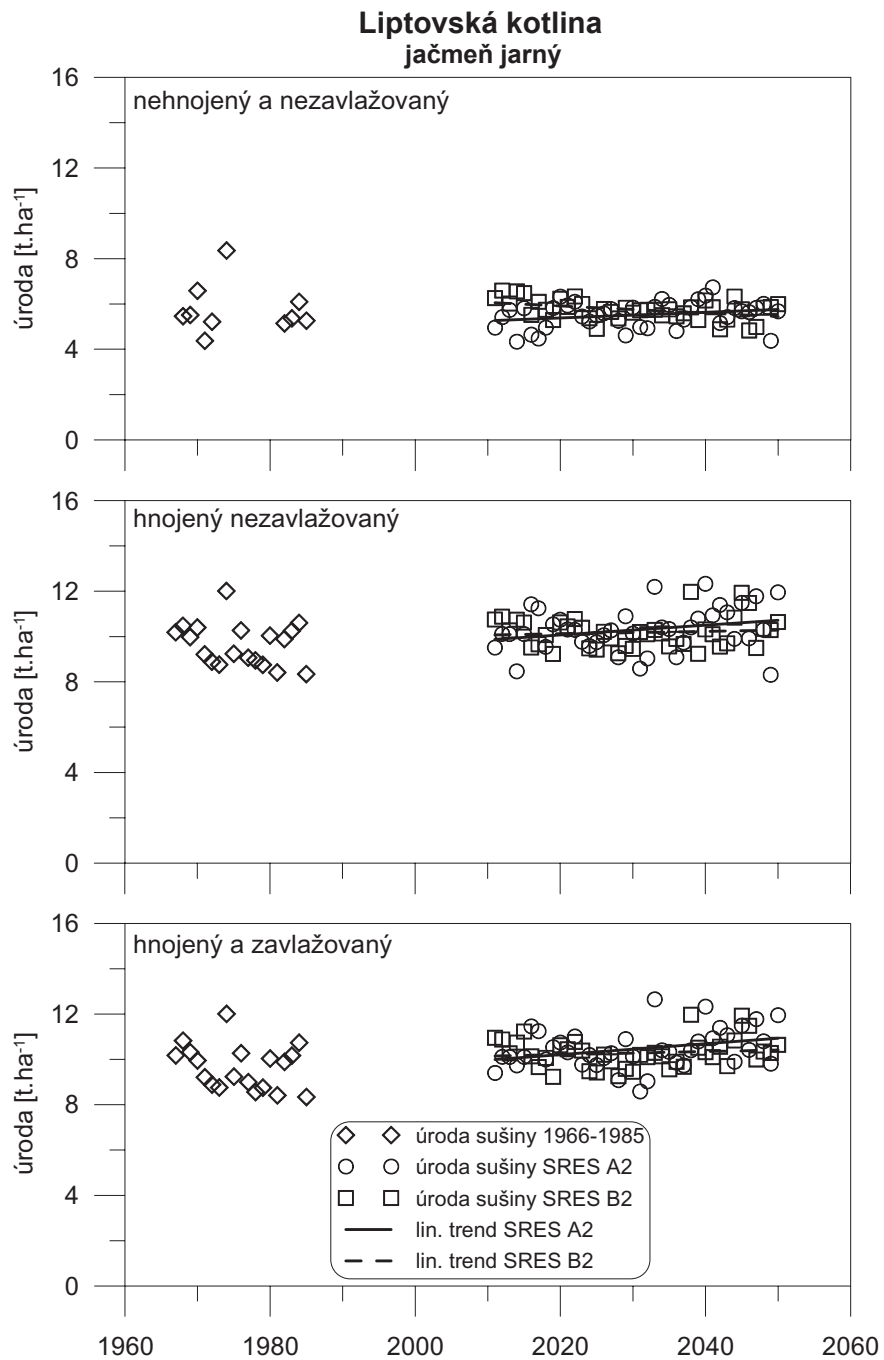 Liptovská kotlina
jačmeň jarný
16
nehnojený a nezavlažovaný
12
úroda [t.ha⁻¹]
8
4
0
16
hnojený nezavlažovaný
12
úroda [t.ha⁻¹]
8
4
0
16
hnojený a zavlažovaný
12
úroda [t.ha⁻¹]
8
4
0
úroda sušiny 1966-1985
úroda sušiny SRES A2
úroda sušiny SRES B2
lin. trend SRES A2
lin. trend SRES B2
1960 1980 2000 2020 2040 2060